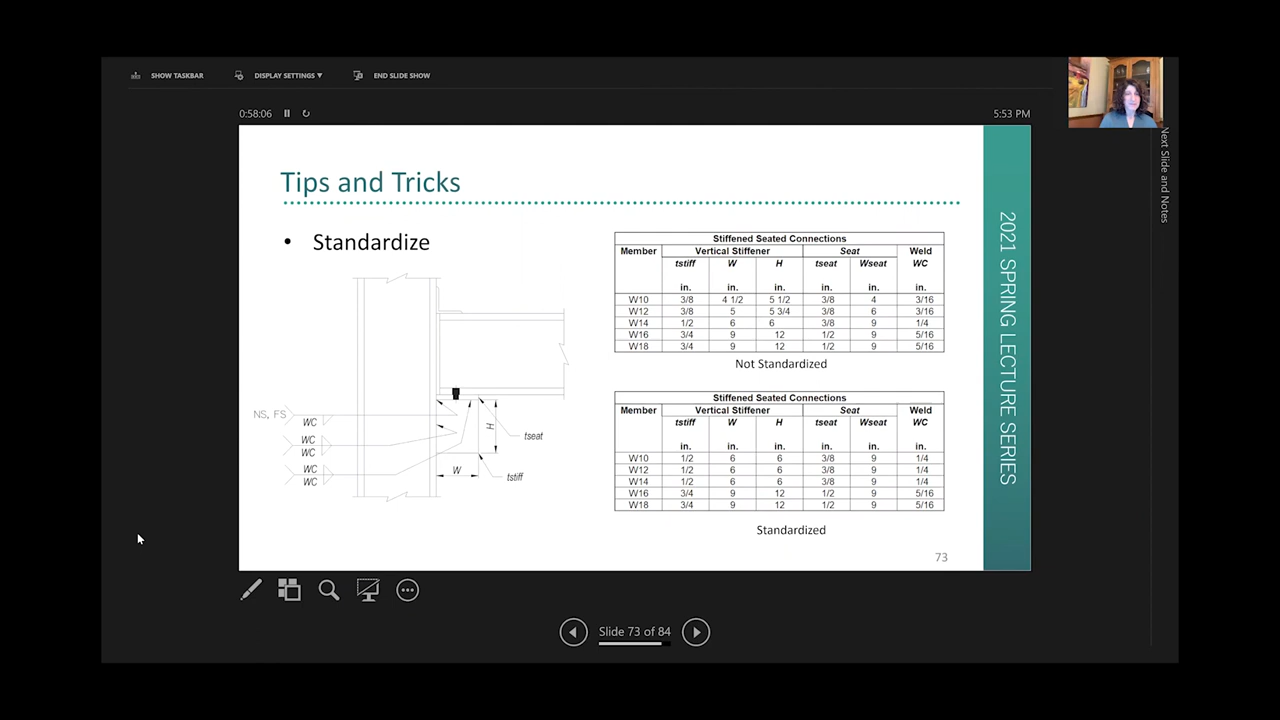 SHOW TASKBAR DISPLAY SETTINGS ▼ END SLIDE SHOW
0:58:06 5:53 PM
Next Slide and Notes
Tips and Tricks
• Standardize
2021 SPRING LECTURE SERIES
NS, FS
WC
WC
WC
WC
WC
H
W
tseat
tstiff
Stiffened Seated Connections
Member Vertical Stiffener Seat Weld
tstiff W H tseat Wseat WC
in. in. in. in. in. in.
W10 3/8 4 1/2 5 1/2 3/8 4 3/16
W12 3/8 5 5 3/4 3/8 6 3/16
W14 1/2 6 6 3/8 9 1/4
W16 3/4 9 12 1/2 9 5/16
W18 3/4 9 12 1/2 9 5/16
Not Standardized
Stiffened Seated Connections
Member Vertical Stiffener Seat Weld
tstiff W H tseat Wseat WC
in. in. in. in. in. in.
W10 1/2 6 6 3/8 9 1/4
W12 1/2 6 6 3/8 9 1/4
W14 1/2 6 6 3/8 9 1/4
W16 3/4 9 12 1/2 9 5/16
W18 3/4 9 12 1/2 9 5/16
Standardized
73
Slide 73 of 84